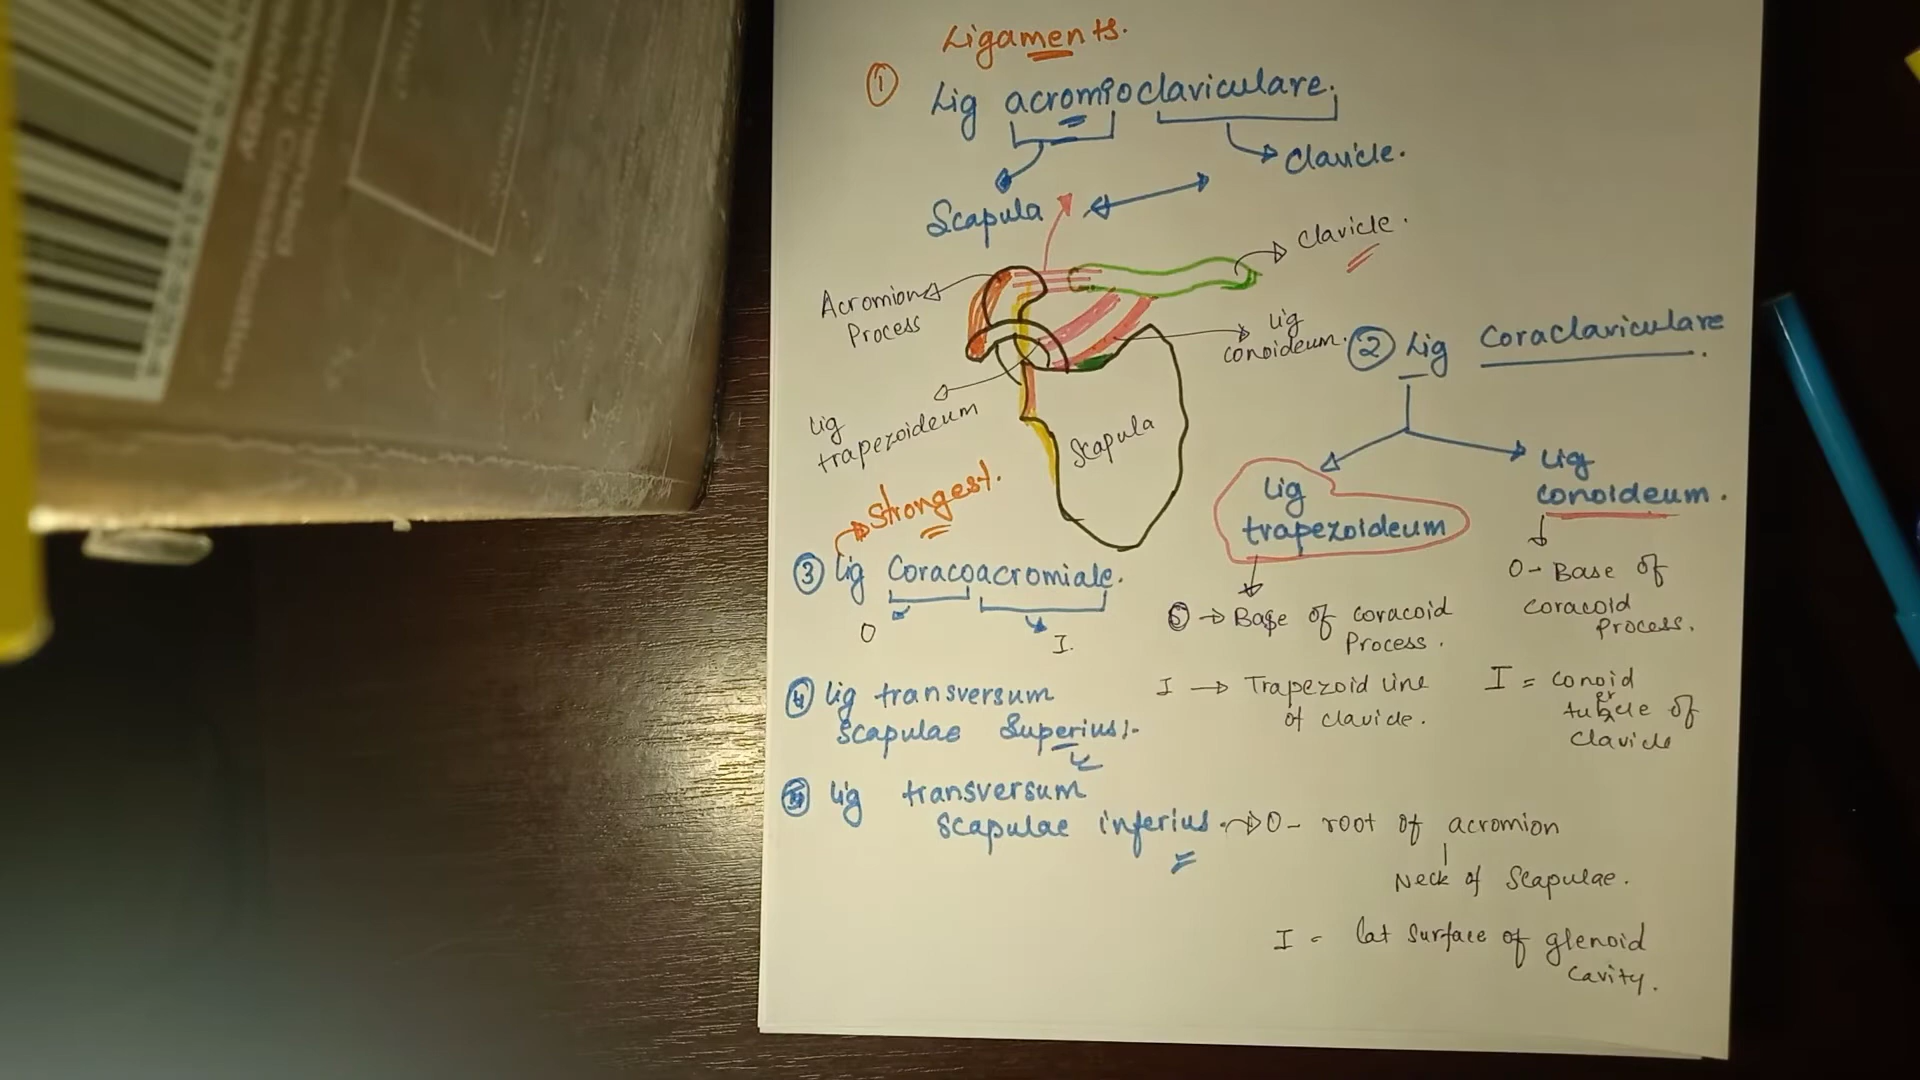 Ligaments.
① Lig acromioclaviculare.
Clavicle.
Scapula
Clavicle.
Acromion
Process
Lig
conoideum.
② Lig Coraclaviculare
Lig
trapezoideum
Scapula
Lig
trapezoideum
Lig
conoideum.
Strongest.
③ Lig Coracoacromiale.
O
I.
O → Base of coracoid
Process.
I → Trapezoid line
of clavicle.
O - Base of
coracoid
Process.
I = conoid
tubercle of
clavicle
④ Lig transversum
Scapulae Superius:-
⑤ Lig transversum
Scapulae inferius. → O - root of acromion
Neck of Scapulae.
I = lat surface of glenoid
cavity.